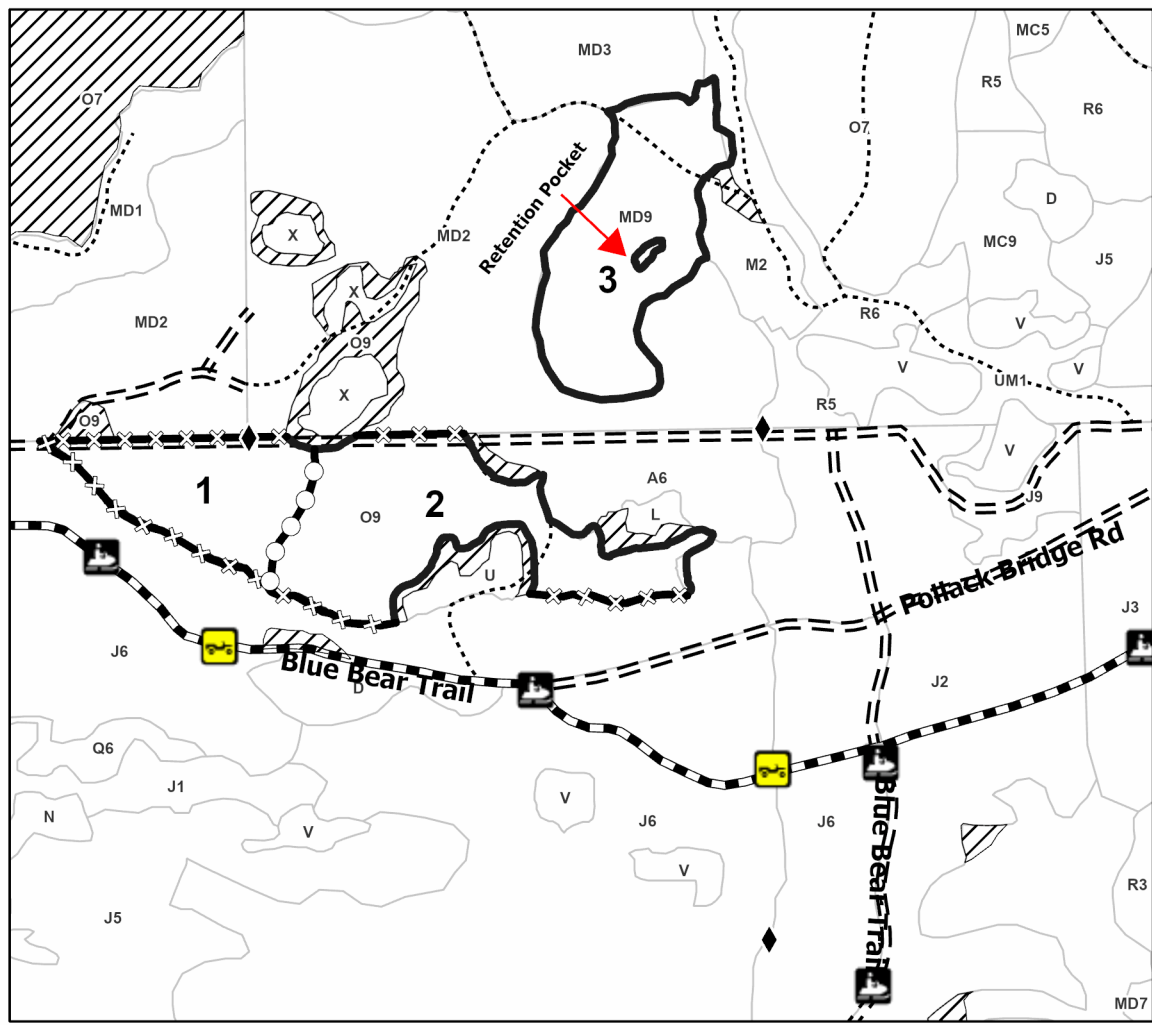 MC5
MD3
R5
O7
R6
O7
Retention Pocket
D
MD1
MD9
X
MD2
MC9
J5
M2
3
X
R6
MD2
V
O9
V
V
UM1
X
R5
O9
V
A6
1
2
J9
O9
L
Pollack Bridge Rd
U
J3
J6
Blue Bear Trail
D
J2
Q6
J1
V
N
J6
J6
V
Blue Bear Trail
V
R3
J5
MD7